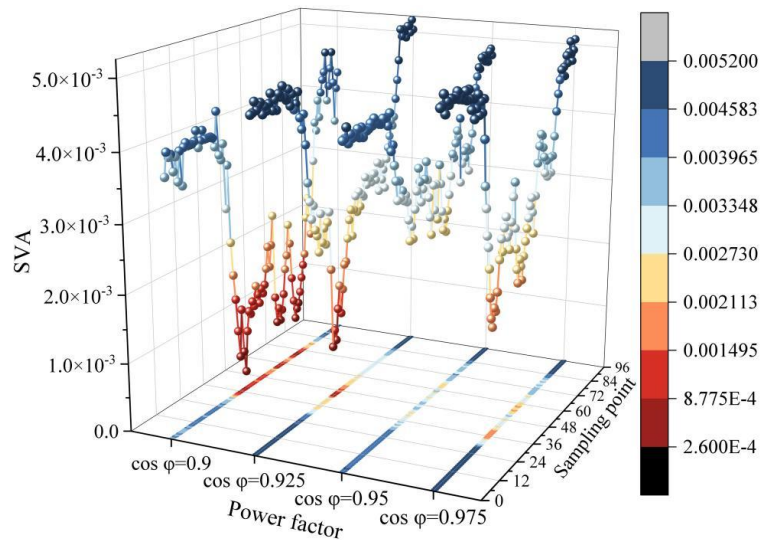 SVA
5.0×10⁻³
4.0×10⁻³
3.0×10⁻³
2.0×10⁻³
1.0×10⁻³
0.0
cos φ=0.9
cos φ=0.925
cos φ=0.95
cos φ=0.975
Power factor
0
12
24
36
48
60
72
84
96
Sampling point
0.005200
0.004583
0.003965
0.003348
0.002730
0.002113
0.001495
8.775E-4
2.600E-4